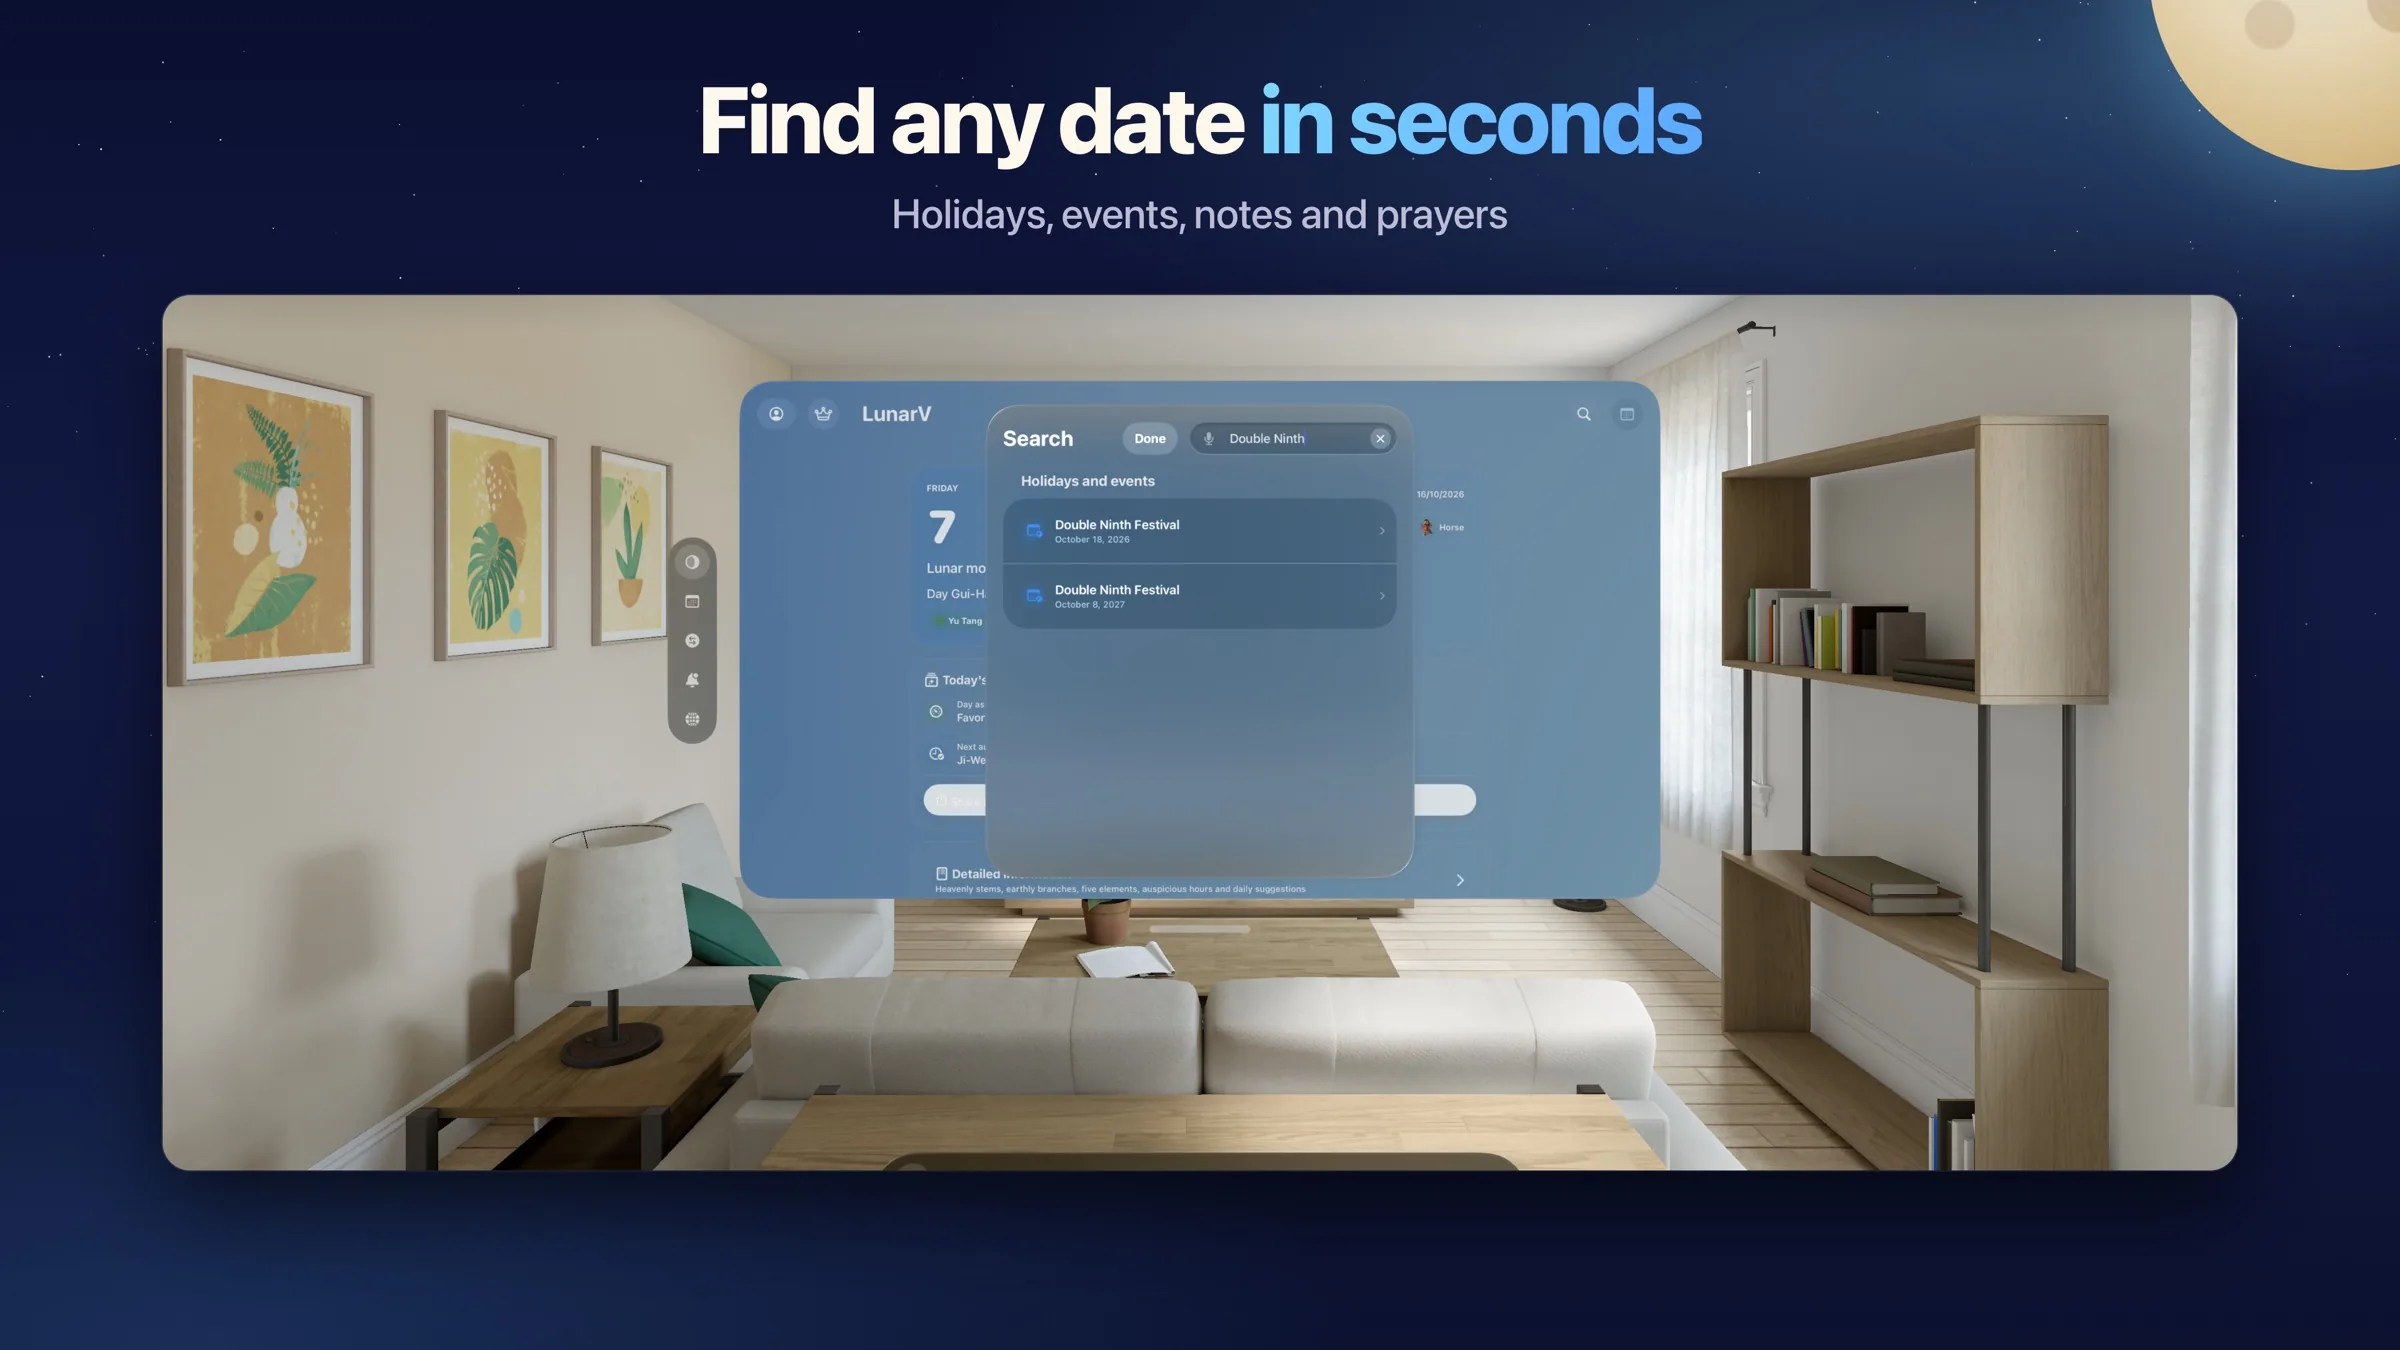 Find any date in seconds
Holidays, events, notes and prayers
LunarV
Search
Done
Double Ninth
Holidays and events
Double Ninth Festival
October 18, 2026
Double Ninth Festival
October 8, 2027
FRIDAY
7
16/10/2026
Horse
Lunar mo
Day Gui-H
Yu Tang
Today's
Day as
Favor
Next au
Ji-We
Share
Detailed
Heavenly stems, earthly branches, five elements, auspicious hours and daily suggestions